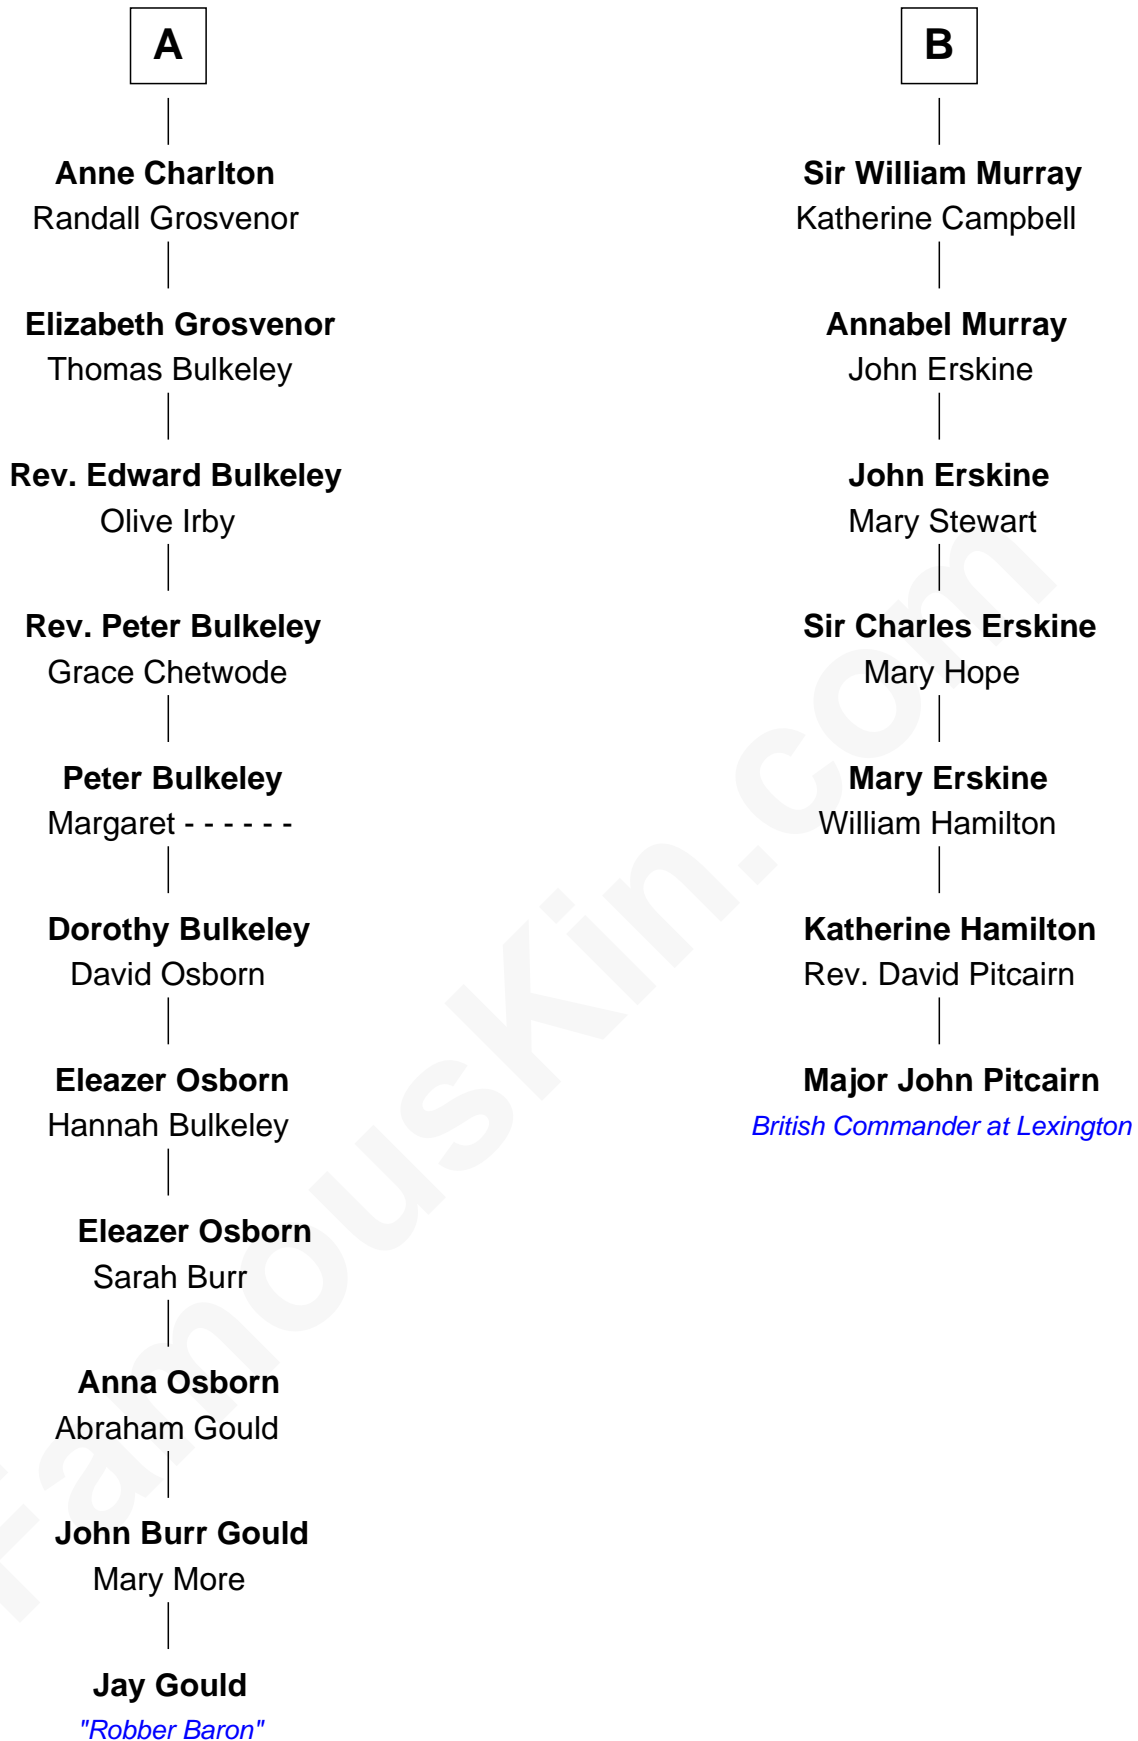 A
Anne Charlton
Randall Grosvenor
Elizabeth Grosvenor
Thomas Bulkeley
Rev. Edward Bulkeley
Olive Irby
Rev. Peter Bulkeley
Grace Chetwode
Peter Bulkeley
Margaret - - - - - -
Dorothy Bulkeley
David Osborn
Eleazer Osborn
Hannah Bulkeley
Eleazer Osborn
Sarah Burr
Anna Osborn
Abraham Gould
John Burr Gould
Mary More
Jay Gould
"Robber Baron"
B
Sir William Murray
Katherine Campbell
Annabel Murray
John Erskine
John Erskine
Mary Stewart
Sir Charles Erskine
Mary Hope
Mary Erskine
William Hamilton
Katherine Hamilton
Rev. David Pitcairn
Major John Pitcairn
British Commander at Lexington
FamousKin.com